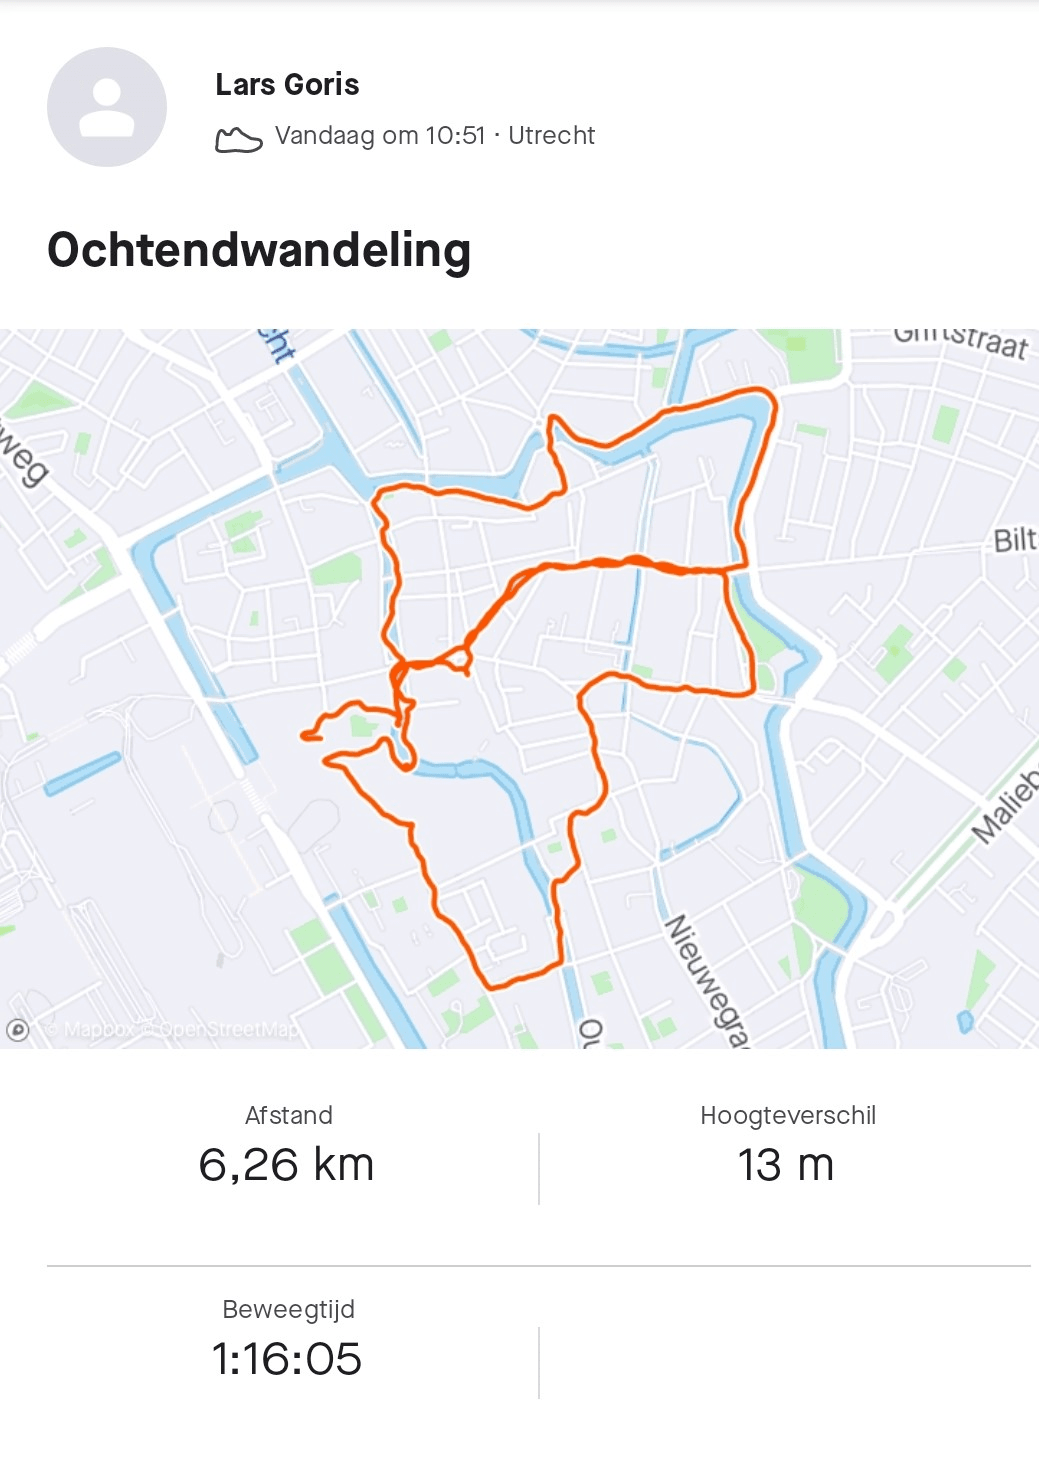 Lars Goris
Vandaag om 10:51 · Utrecht
Ochtendwandeling
cht
Giftstraat
weg
Bilt
Malieb
Nieuwegra
Ou
© Mapbox © OpenStreetMap
Afstand
Hoogteverschil
6,26 km
13 m
Beweegtijd
1:16:05